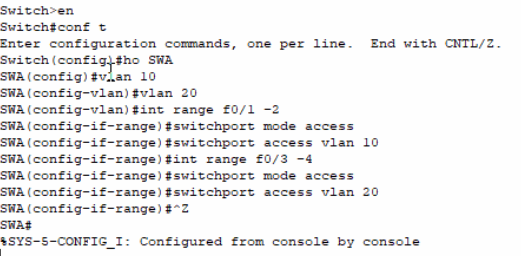 Switch>en
Switch#conf t
Enter configuration commands, one per line.  End with CNTL/Z.
Switch(config)#ho SWA
SWA(config)#vlan 10
SWA(config-vlan)#vlan 20
SWA(config-vlan)#int range f0/1 -2
SWA(config-if-range)#switchport mode access
SWA(config-if-range)#switchport access vlan 10
SWA(config-if-range)#int range f0/3 -4
SWA(config-if-range)#switchport mode access
SWA(config-if-range)#switchport access vlan 20
SWA(config-if-range)#^Z
SWA#
%SYS-5-CONFIG_I: Configured from console by console